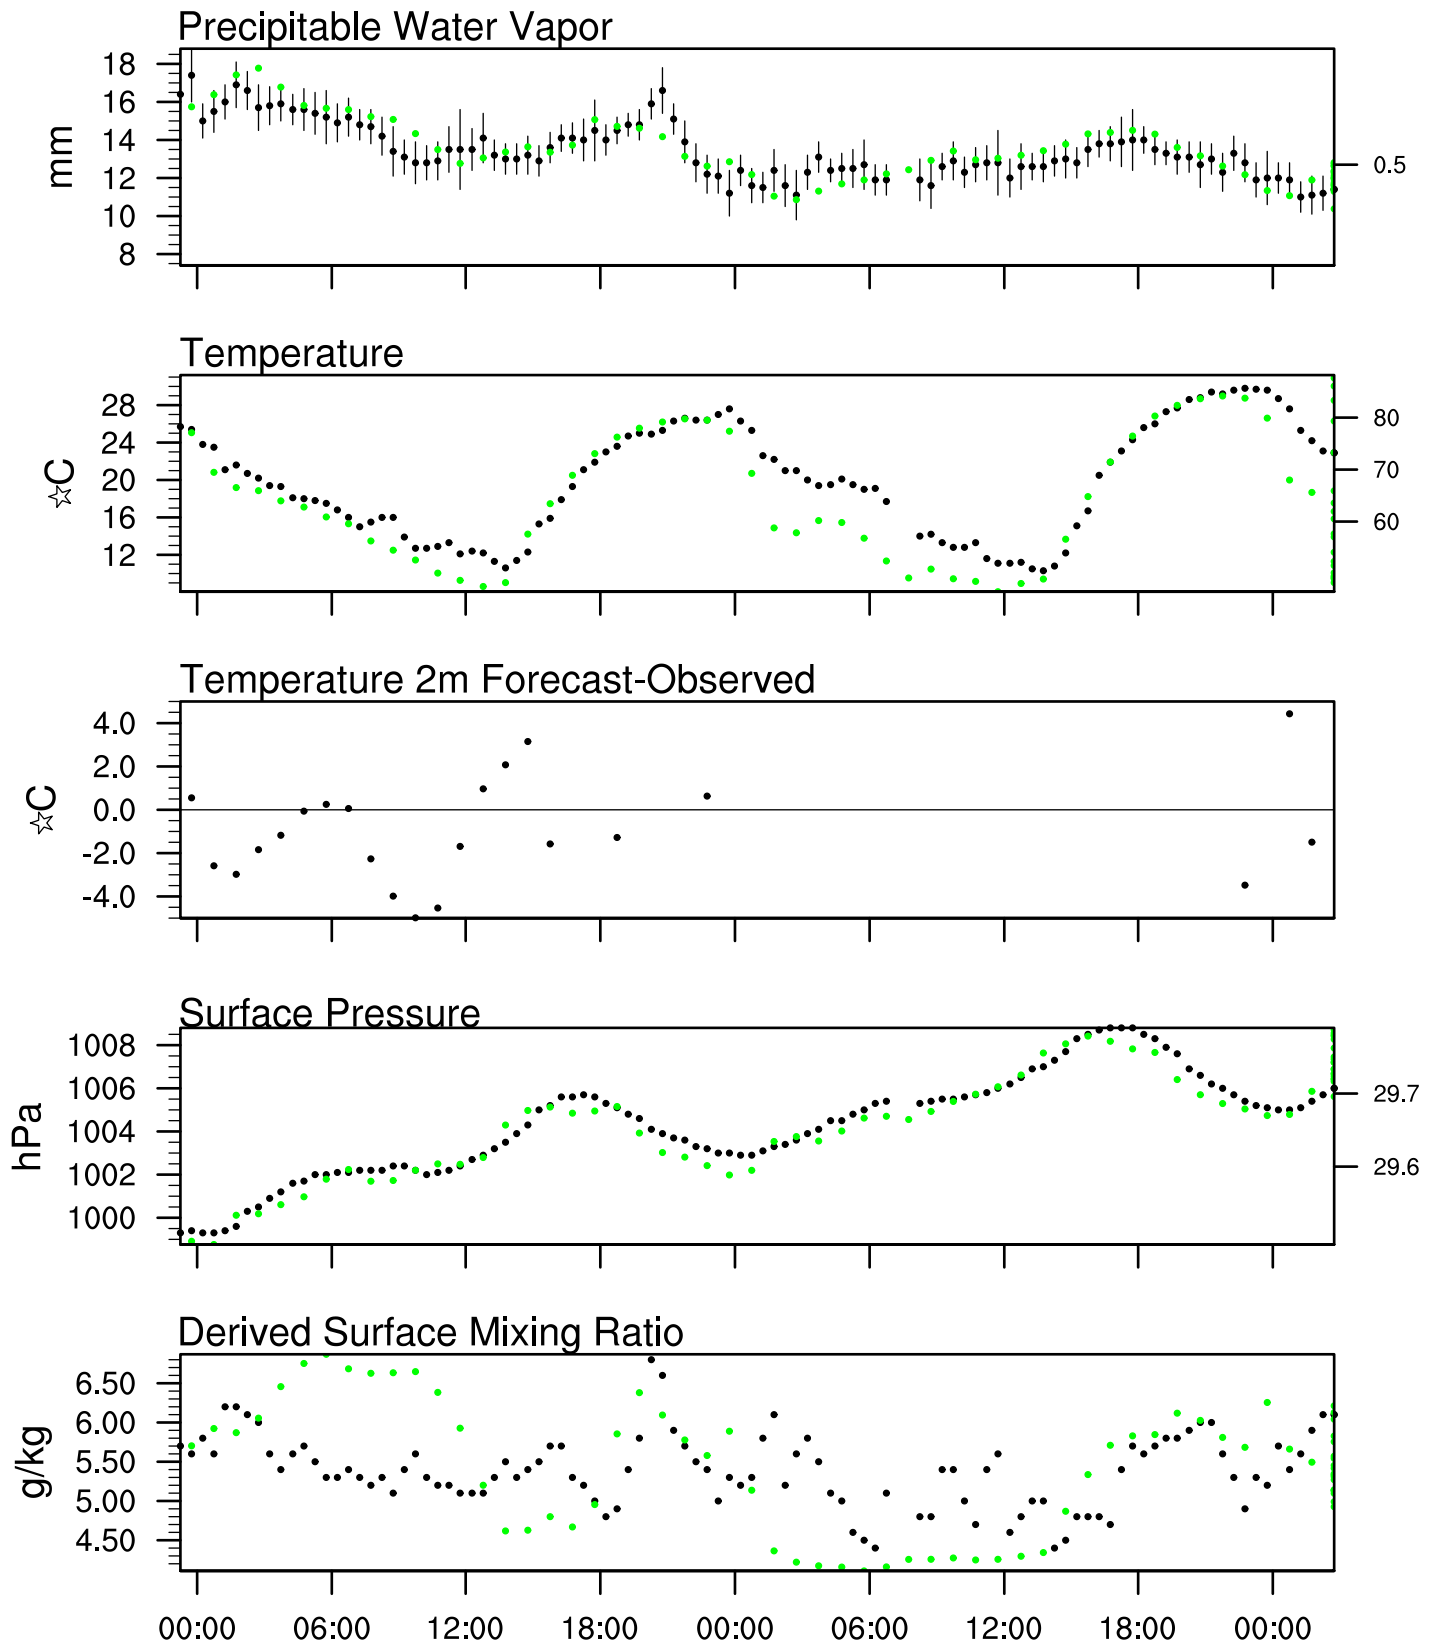 Precipitable Water Vapor
18
16
14
12
10
8
mm
0.5
Temperature
28
24
20
16
12
☆C
80
70
60
Temperature 2m Forecast-Observed
4.0
2.0
0.0
-2.0
-4.0
☆C
Surface Pressure
1008
1006
1004
1002
1000
hPa
29.7
29.6
Derived Surface Mixing Ratio
6.50
6.00
5.50
5.00
4.50
g/kg
00:00 06:00 12:00 18:00 00:00 06:00 12:00 18:00 00:00